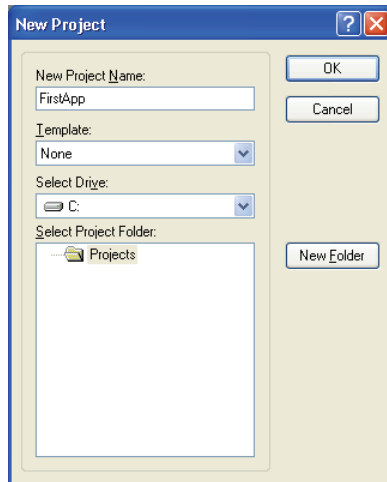 New Project
New Project Name:
FirstApp
Template:
None
Select Drive:
C:
Select Project Folder:
Projects
OK
Cancel
New Folder